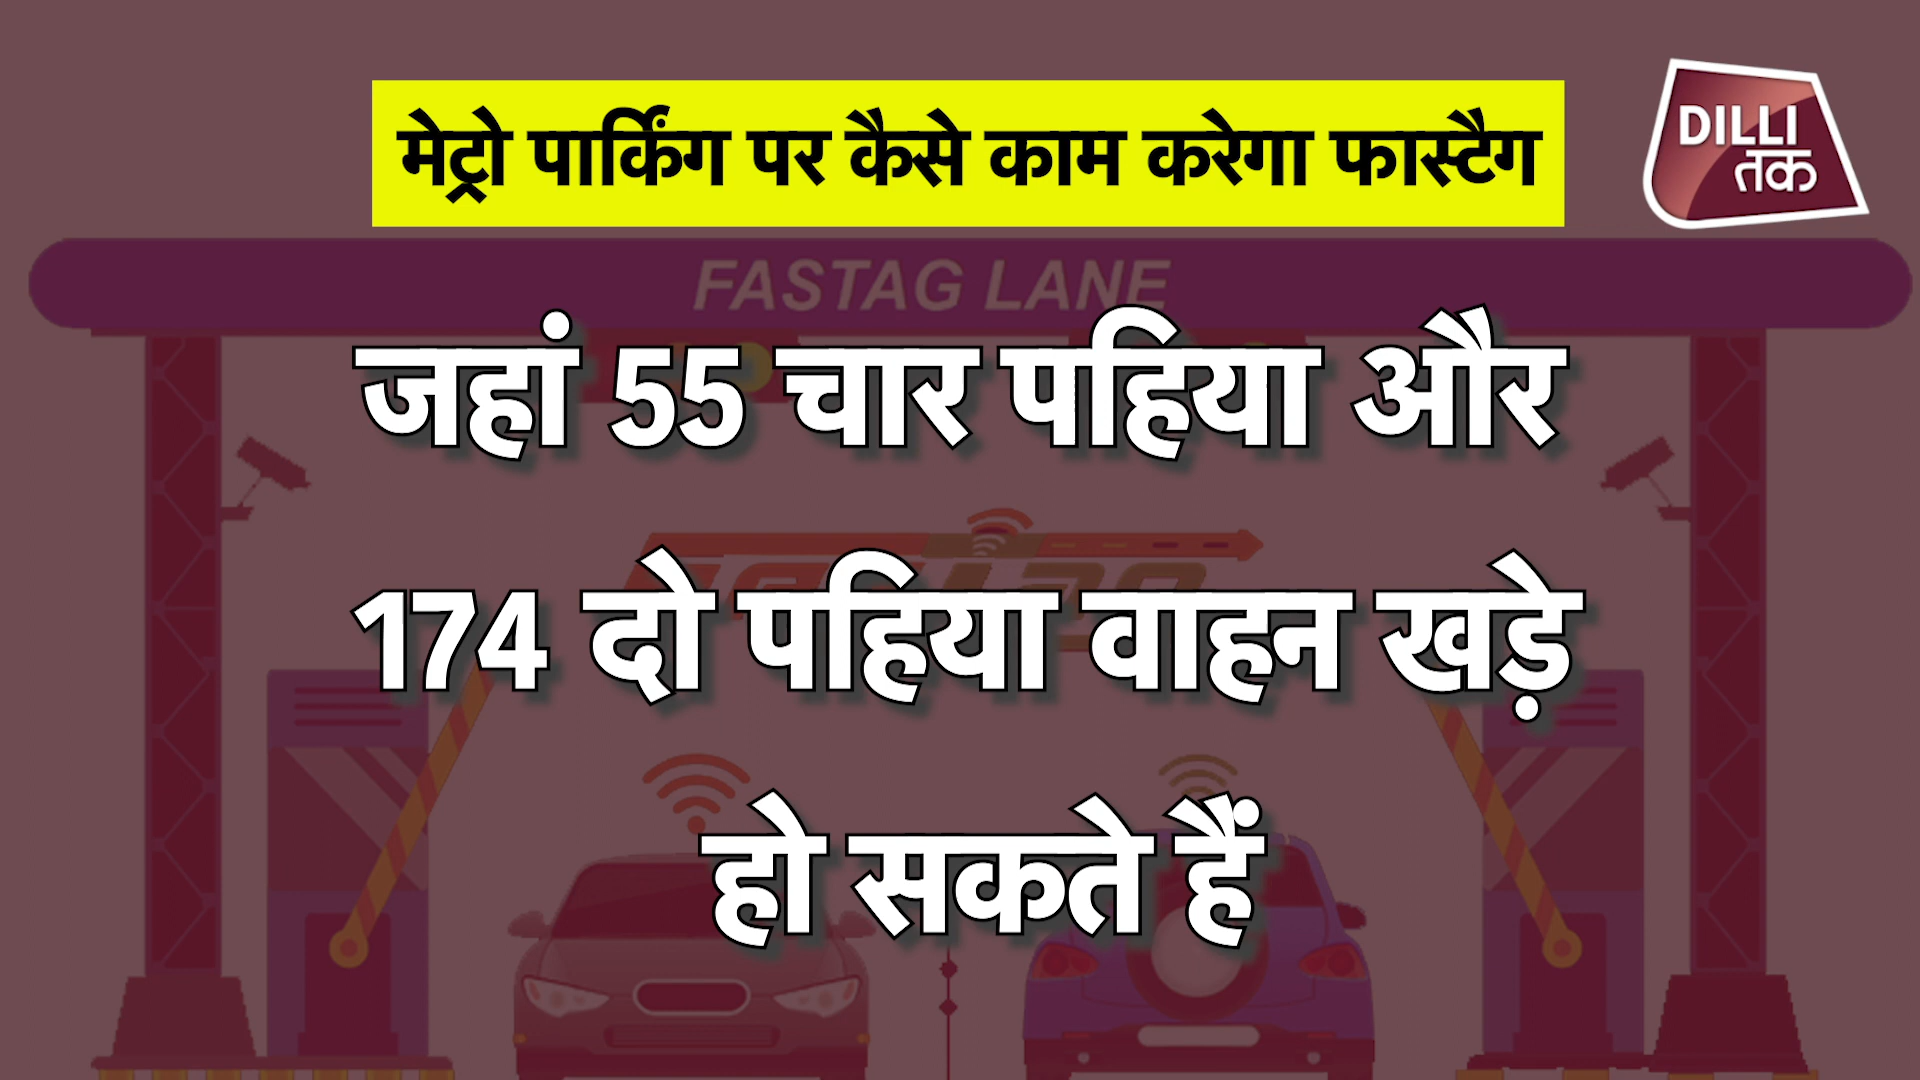 मेट्रो पार्किंग पर कैसे काम करेगा फास्टैग
DILLI
तक
FASTAG LANE
जहां 55 चार पहिया और
174 दो पहिया वाहन खड़े
हो सकते हैं